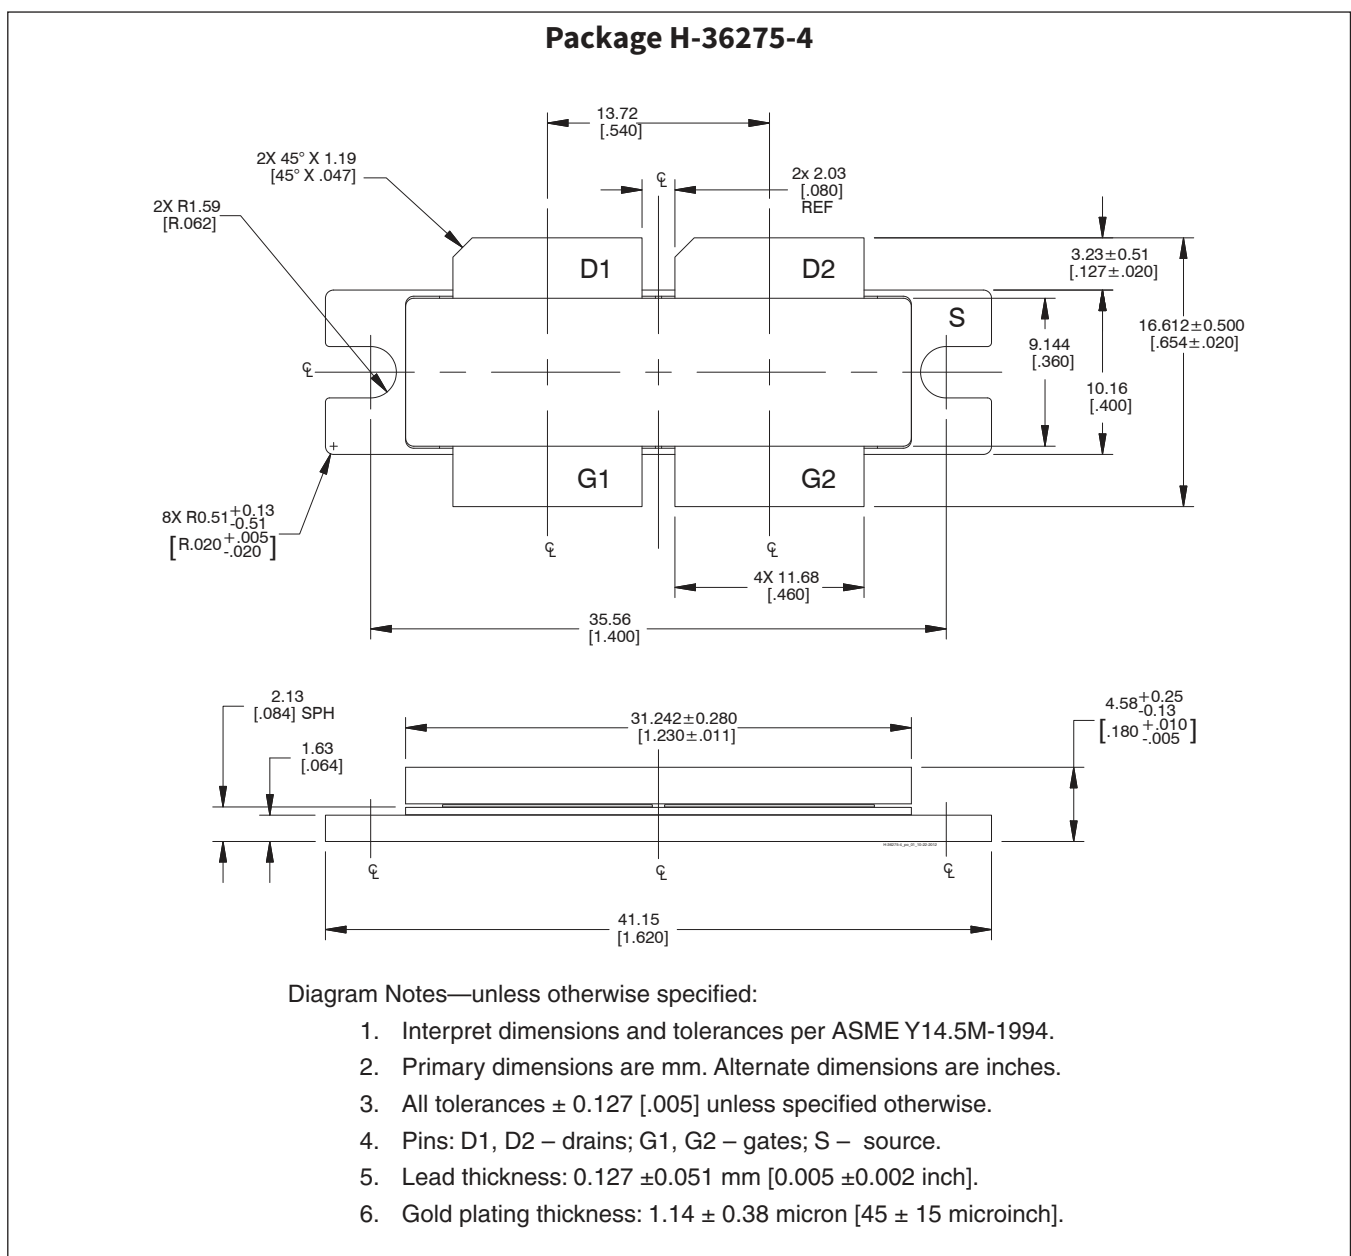 Package H-36275-4
13.72
[.540]
2X 45° X 1.19
[45° X .047]
℄
2x 2.03
[.080]
REF
2X R1.59
[R.062]
D1
D2
3.23±0.51
[.127±.020]
S
16.612±0.500
[.654±.020]
9.144
[.360]
℄
10.16
[.400]
G1
G2
8X R0.51 +0.13 -0.51
[R.020 +.005 -.020]
℄
℄
4X 11.68
[.460]
35.56
[1.400]
2.13
[.084] SPH
31.242±0.280
[1.230±.011]
4.58 +0.25 -0.13
[.180 +.010 -.005]
1.63
[.064]
℄
℄
℄
41.15
[1.620]
Diagram Notes—unless otherwise specified:
1. Interpret dimensions and tolerances per ASME Y14.5M-1994.
2. Primary dimensions are mm. Alternate dimensions are inches.
3. All tolerances ± 0.127 [.005] unless specified otherwise.
4. Pins: D1, D2 – drains; G1, G2 – gates; S – source.
5. Lead thickness: 0.127 ±0.051 mm [0.005 ±0.002 inch].
6. Gold plating thickness: 1.14 ± 0.38 micron [45 ± 15 microinch].